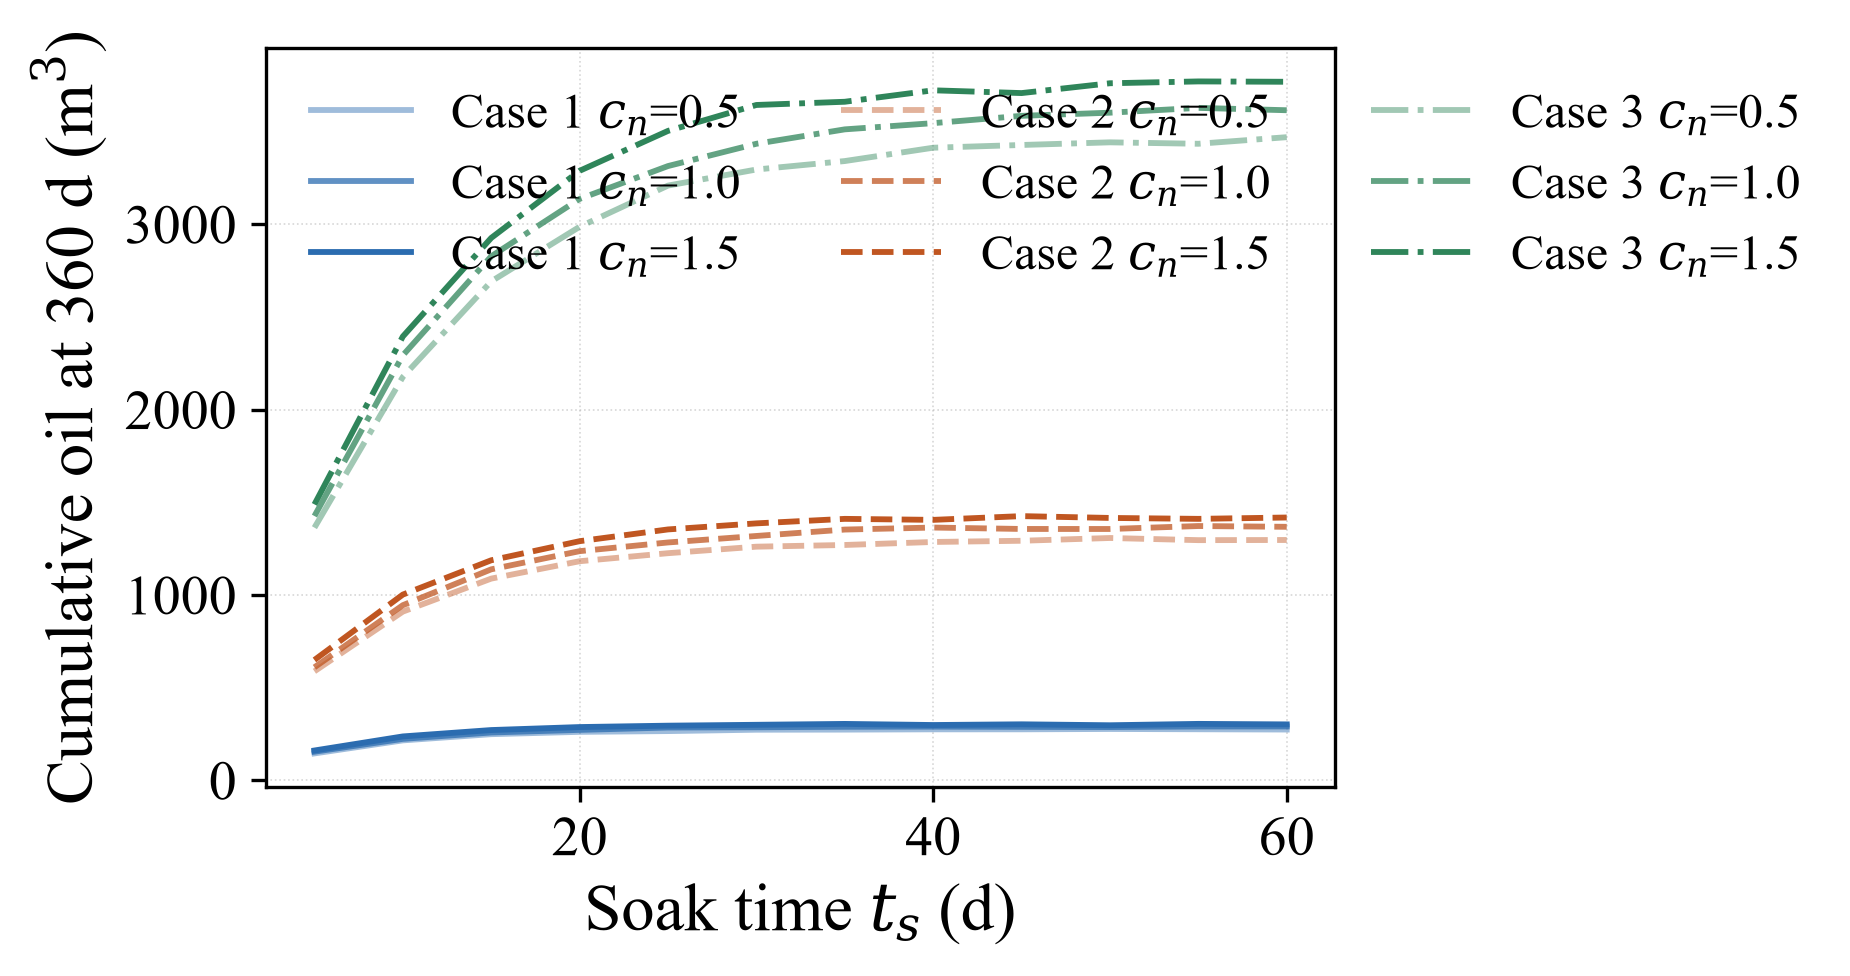 Cumulative oil at 360 d (m³)
3000
2000
1000
0
20 40 60
Soak time tₛ (d)
Case 1 cₙ=0.5
Case 1 cₙ=1.0
Case 1 cₙ=1.5
Case 2 cₙ=0.5
Case 2 cₙ=1.0
Case 2 cₙ=1.5
Case 3 cₙ=0.5
Case 3 cₙ=1.0
Case 3 cₙ=1.5